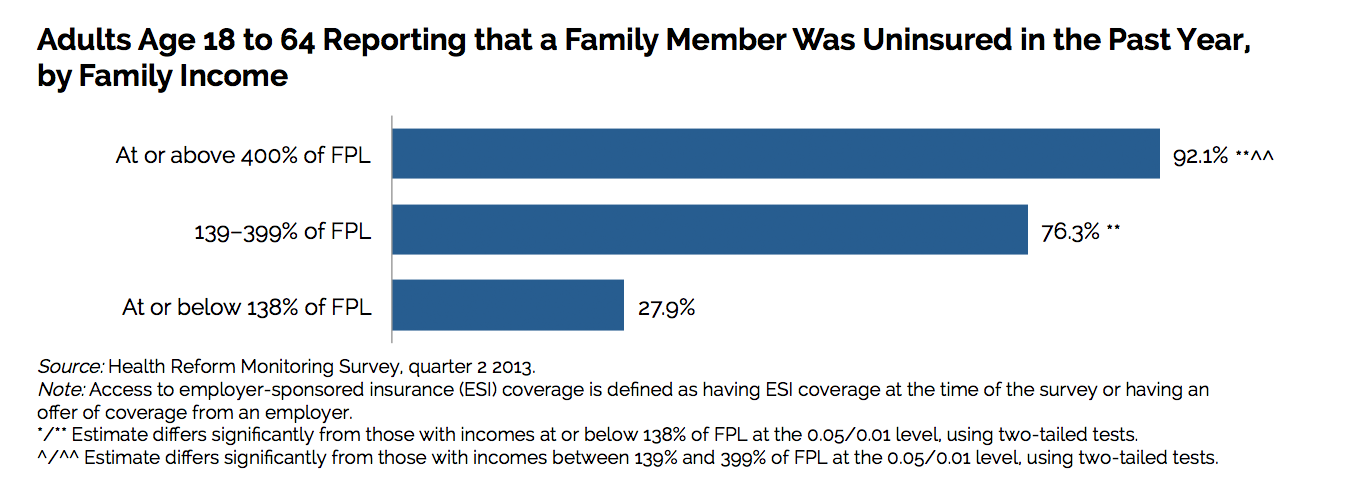 Adults Age 18 to 64 Reporting that a Family Member Was Uninsured in the Past Year,
by Family Income
At or above 400% of FPL
92.1% **^^
139–399% of FPL
76.3% **
At or below 138% of FPL
27.9%
Source: Health Reform Monitoring Survey, quarter 2 2013.
Note: Access to employer-sponsored insurance (ESI) coverage is defined as having ESI coverage at the time of the survey or having an
offer of coverage from an employer.
*/** Estimate differs significantly from those with incomes at or below 138% of FPL at the 0.05/0.01 level, using two-tailed tests.
^/^^ Estimate differs significantly from those with incomes between 139% and 399% of FPL at the 0.05/0.01 level, using two-tailed tests.